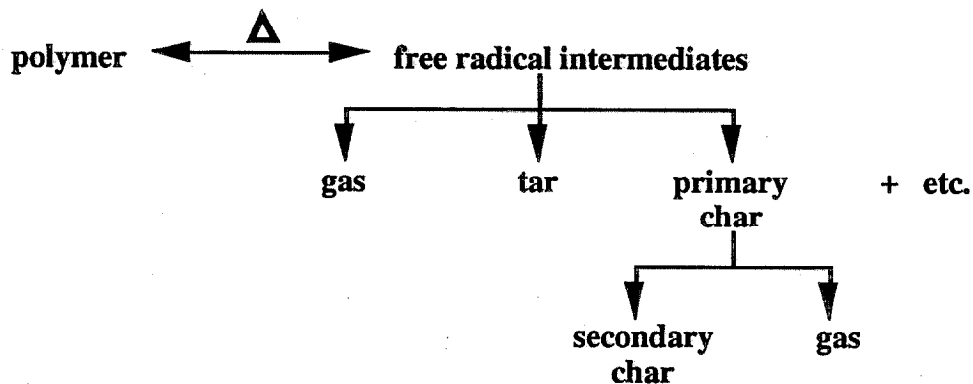 Δ
polymer
free radical intermediates
gas
tar
primary
char
+ etc.
secondary
char
gas